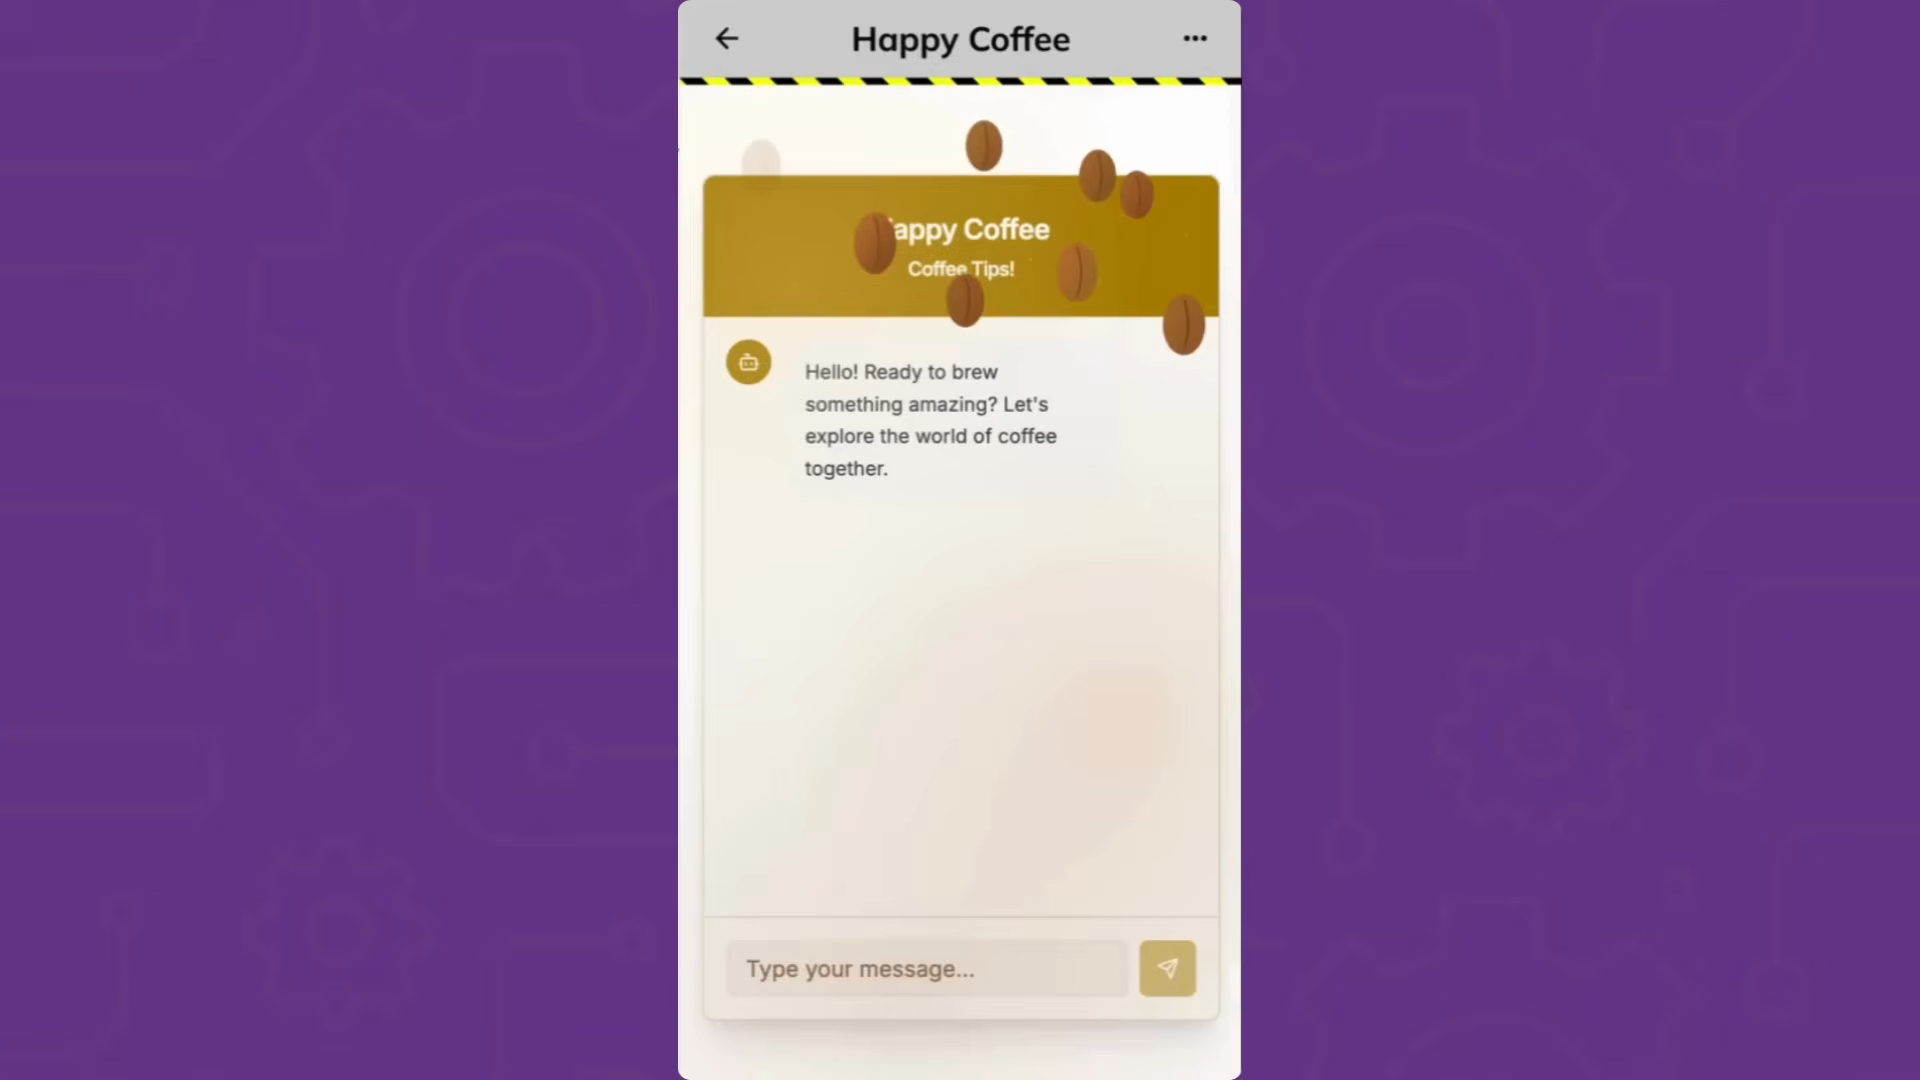 Happy Coffee
appy Coffee
Coffee Tips!
Hello! Ready to brew
something amazing? Let's
explore the world of coffee
together.
Type your message...